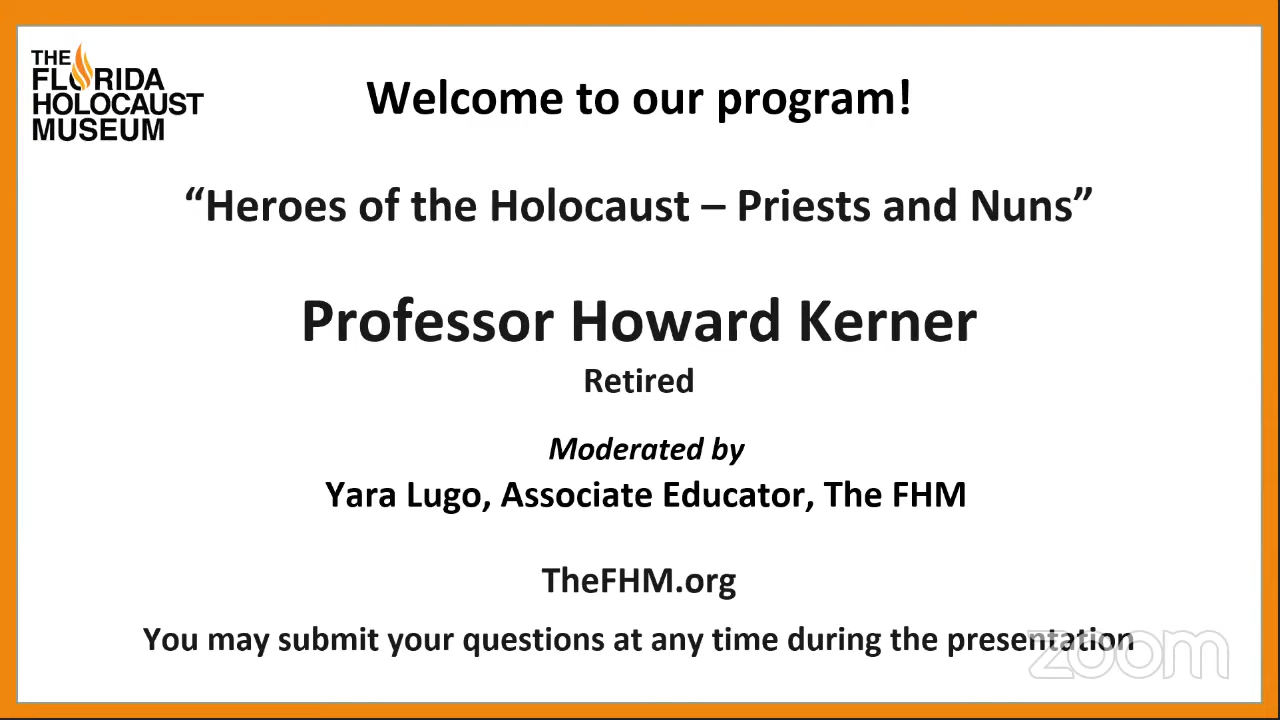 THE
FLORIDA
HOLOCAUST
MUSEUM
Welcome to our program!
“Heroes of the Holocaust – Priests and Nuns”
Professor Howard Kerner
Retired
Moderated by
Yara Lugo, Associate Educator, The FHM
TheFHM.org
You may submit your questions at any time during the presentation
zoom